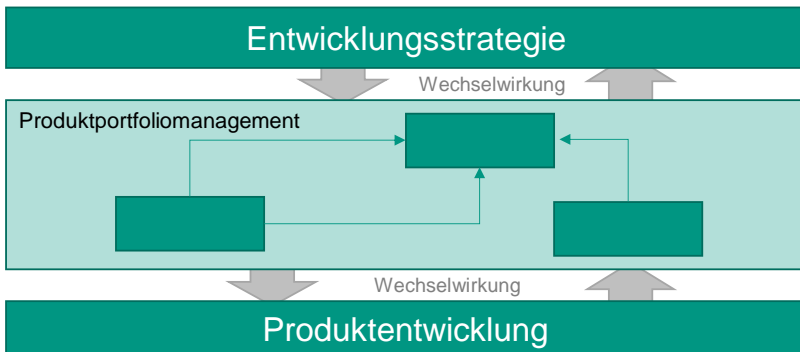 Entwicklungsstrategie
Wechselwirkung
Produktportfoliomanagement
Wechselwirkung
Produktentwicklung